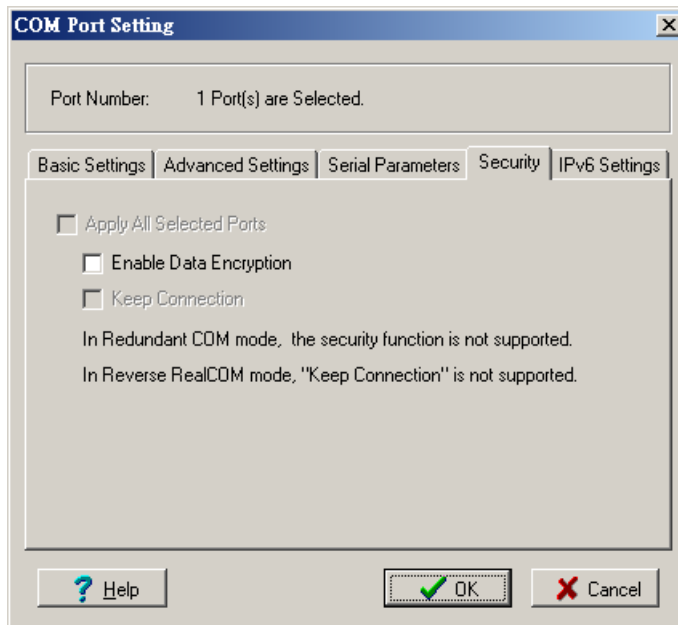 COM Port Setting
Port Number: 1 Port(s) are Selected.
Basic Settings Advanced Settings Serial Parameters Security IPv6 Settings
Apply All Selected Ports
Enable Data Encryption
Keep Connection
In Redundant COM mode, the security function is not supported.
In Reverse RealCOM mode, "Keep Connection" is not supported.
Help OK Cancel